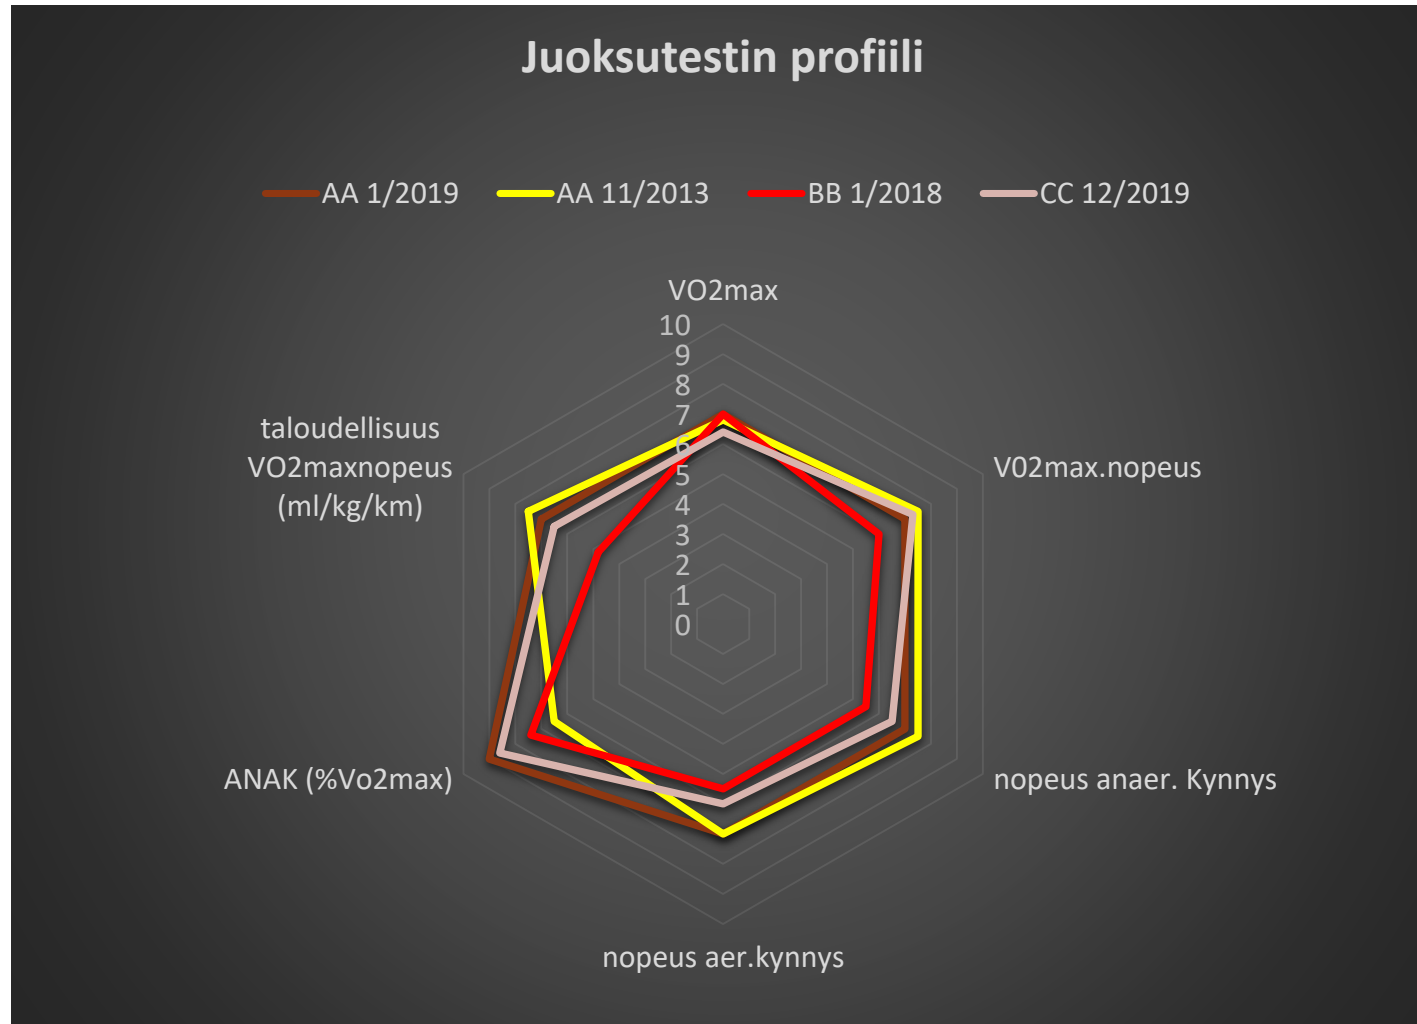 Juoksutestin profiili
AA 1/2019 AA 11/2013 BB 1/2018 CC 12/2019
VO2max
10
9
8
7
6
5
4
3
2
1
0
V02max.nopeus
nopeus anaer. Kynnys
nopeus aer.kynnys
ANAK (%Vo2max)
taloudellisuus
VO2maxnopeus
(ml/kg/km)